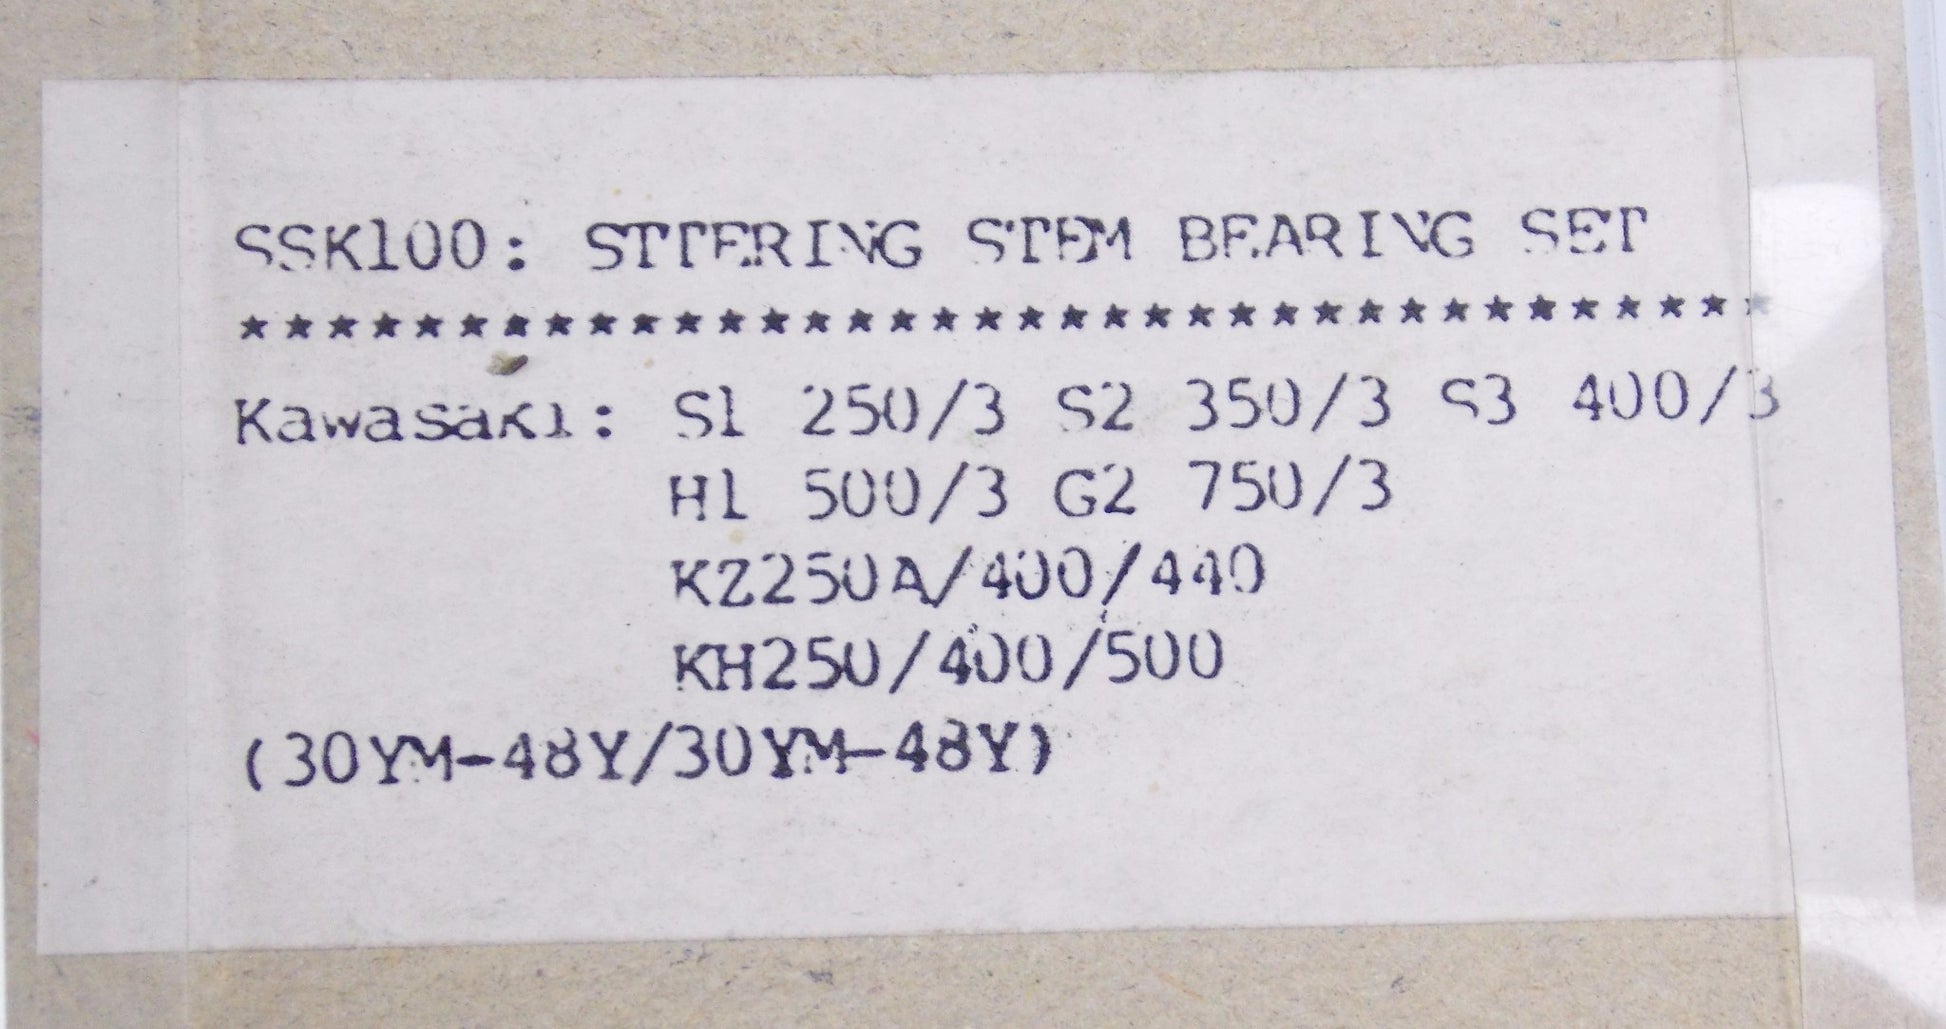 SSK100: STEERING STEM BEARING SET
************************************
Kawasaki: S1 250/3 S2 350/3 S3 400/3
H1 500/3 G2 750/3
KZ250A/400/440
KH250/400/500
(30YM-48Y/30YM-48Y)